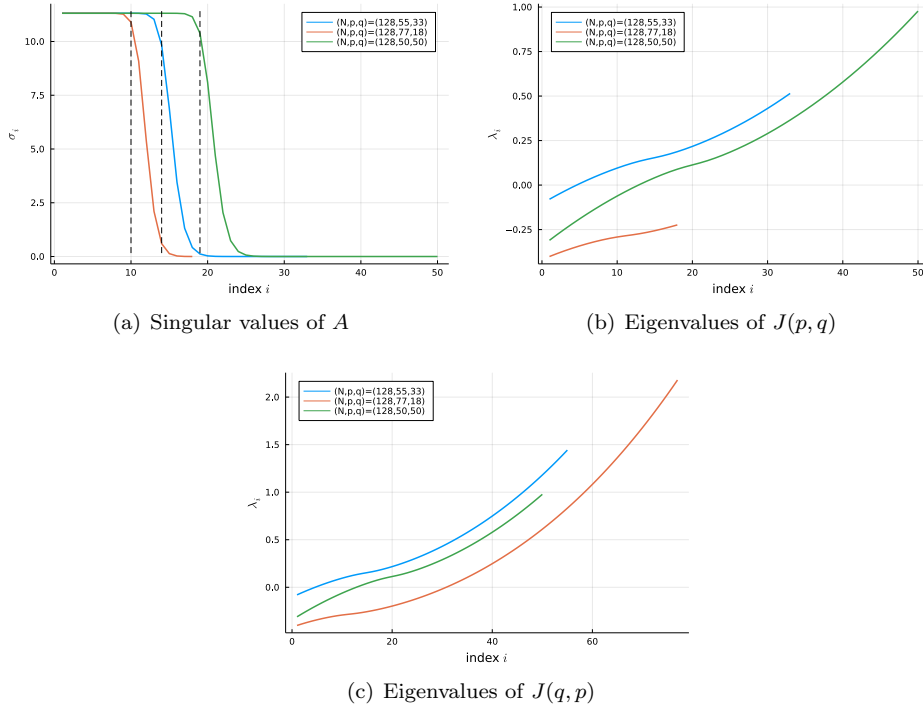 10.0
7.5
5.0
2.5
0.0
σᵢ
0
10
20
30
40
50
index i
(N,p,q)=(128,55,33)
(N,p,q)=(128,77,18)
(N,p,q)=(128,50,50)
(a) Singular values of A
1.00
0.75
0.50
0.25
0.00
−0.25
λᵢ
0
10
20
30
40
50
index i
(N,p,q)=(128,55,33)
(N,p,q)=(128,77,18)
(N,p,q)=(128,50,50)
(b) Eigenvalues of J(p, q)
2.0
1.5
1.0
0.5
0.0
λᵢ
0
20
40
60
index i
(N,p,q)=(128,55,33)
(N,p,q)=(128,77,18)
(N,p,q)=(128,50,50)
(c) Eigenvalues of J(q, p)